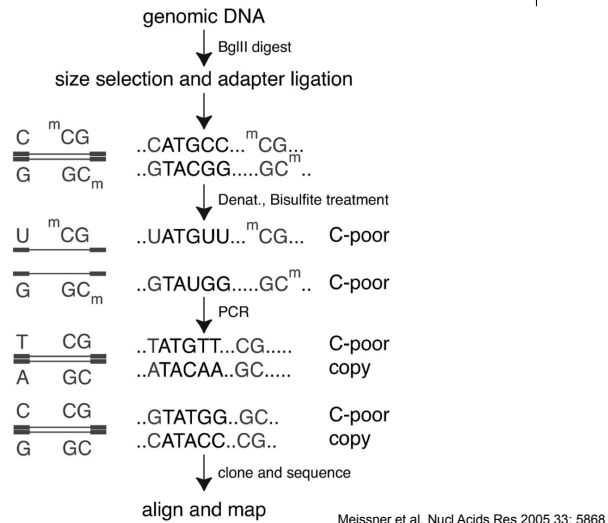 genomic DNA
BglII digest
size selection and adapter ligation
C mCG ..CATGCC... mCG...
G GCm ..GTACGG.....GCm..
Denat., Bisulfite treatment
U mCG ..UATGUU... mCG... C-poor
G GCm ..GTAUGG.....GCm.. C-poor
PCR
T CG ..TATGTT...CG..... C-poor
A GC ..ATACAA..GC..... copy
C CG ..GTATGG..GC.. C-poor
G GC ..CATACC..CG.. copy
clone and sequence
align and map
Meissner et al. Nucl Acids Res 2005 33: 5868